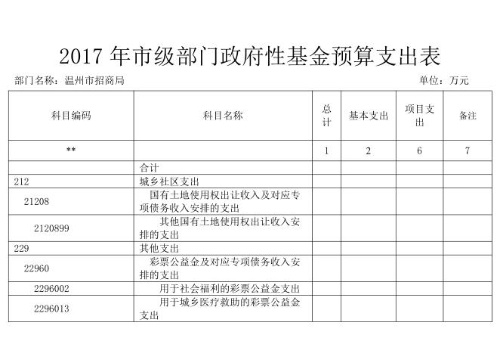 2017 年市级部门政府性基金预算支出表
部门名称：温州市招商局 单位：万元
科目编码 科目名称 总计 基本支出 项目支出 备注
** 1 2 6 7
合计
212 城乡社区支出
21208 国有土地使用权出让收入及对应专
项债务收入安排的支出
2120899 其他国有土地使用权出让收入安
排的支出
229 其他支出
22960 彩票公益金及对应专项债务收入安
排的支出
2296002 用于社会福利的彩票公益金支出
2296013 用于城乡医疗救助的彩票公益金
支出